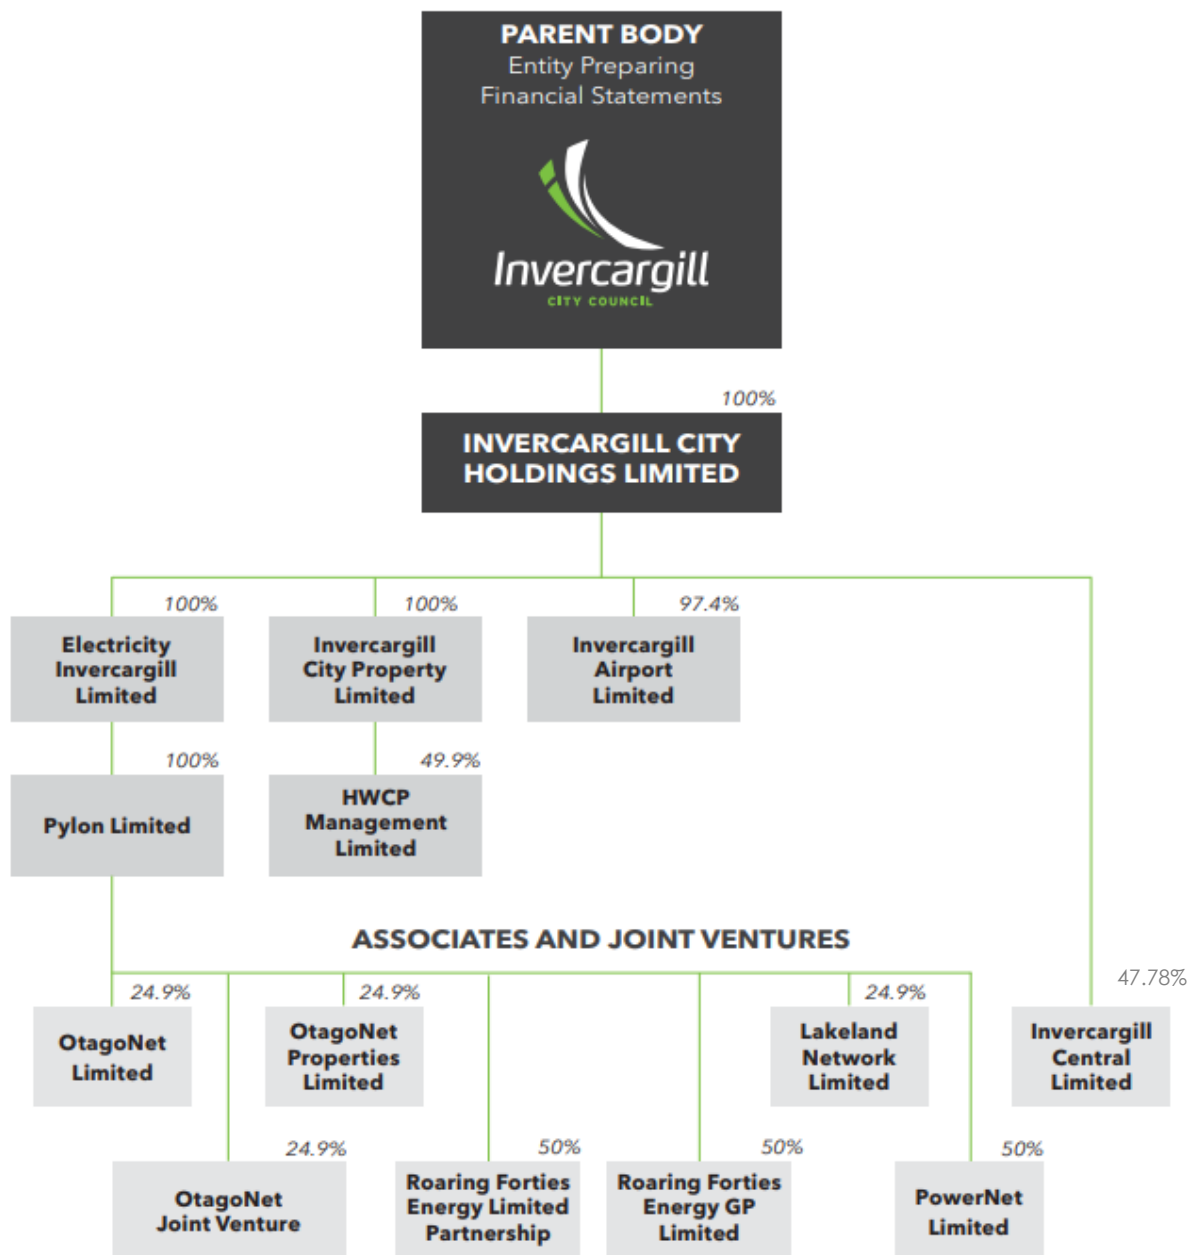 PARENT BODY
Entity Preparing
Financial Statements
Invercargill
CITY COUNCIL
100%
INVERCARGILL CITY
HOLDINGS LIMITED
100%
Electricity
Invercargill
Limited
100%
Invercargill
City Property
Limited
97.4%
Invercargill
Airport
Limited
100%
Pylon Limited
49.9%
HWCP
Management
Limited
ASSOCIATES AND JOINT VENTURES
24.9%
OtagoNet
Limited
24.9%
OtagoNet
Properties
Limited
24.9%
Lakeland
Network
Limited
47.78%
Invercargill
Central
Limited
24.9%
OtagoNet
Joint Venture
50%
Roaring Forties
Energy Limited
Partnership
50%
Roaring Forties
Energy GP
Limited
50%
PowerNet
Limited